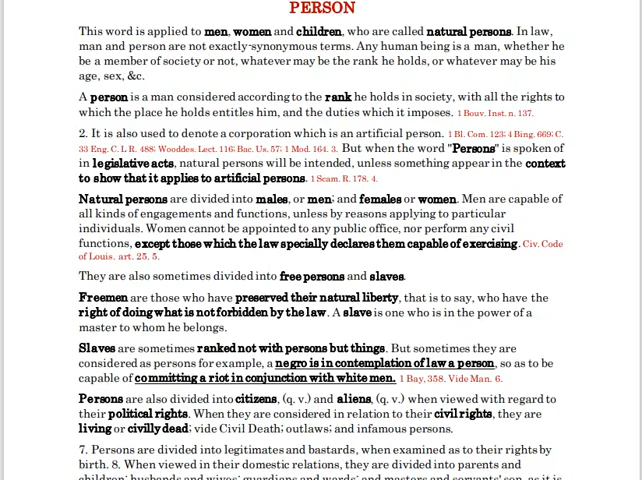 PERSON
This word is applied to men, women and children, who are called natural persons. In law,
man and person are not exactly-synonymous terms. Any human being is a man, whether he
be a member of society or not, whatever may be the rank he holds, or whatever may be his
age, sex, &c.
A person is a man considered according to the rank he holds in society, with all the rights to
which the place he holds entitles him, and the duties which it imposes. 1 Bouv. Inst. n. 137.
2. It is also used to denote a corporation which is an artificial person. 1 Bl. Com. 123; 4 Bing. 669; C.
33 Eng. C. L R. 488; Wooddes. Lect. 116; Bac. Us. 57; 1 Mod. 164. 3. But when the word "Persons" is spoken of
in legislative acts, natural persons will be intended, unless something appear in the context
to show that it applies to artificial persons. 1 Scam. R. 178. 4.
Natural persons are divided into males, or men; and females or women. Men are capable of
all kinds of engagements and functions, unless by reasons applying to particular
individuals. Women cannot be appointed to any public office, nor perform any civil
functions, except those which the law specially declares them capable of exercising. Civ. Code
of Louis. art. 25. 5.
They are also sometimes divided into free persons and slaves.
Freemen are those who have preserved their natural liberty, that is to say, who have the
right of doing what is not forbidden by the law. A slave is one who is in the power of a
master to whom he belongs.
Slaves are sometimes ranked not with persons but things. But sometimes they are
considered as persons for example, a negro is in contemplation of law a person, so as to be
capable of committing a riot in conjunction with white men. 1 Bay, 358. Vide Man. 6.
Persons are also divided into citizens, (q. v.) and aliens, (q. v.) when viewed with regard to
their political rights. When they are considered in relation to their civil rights, they are
living or civilly dead; vide Civil Death; outlaws; and infamous persons.
7. Persons are divided into legitimates and bastards, when examined as to their rights by
birth. 8. When viewed in their domestic relations, they are divided into parents and
children; husbands and wives; guardians and wards; and masters and servants' son, as it is